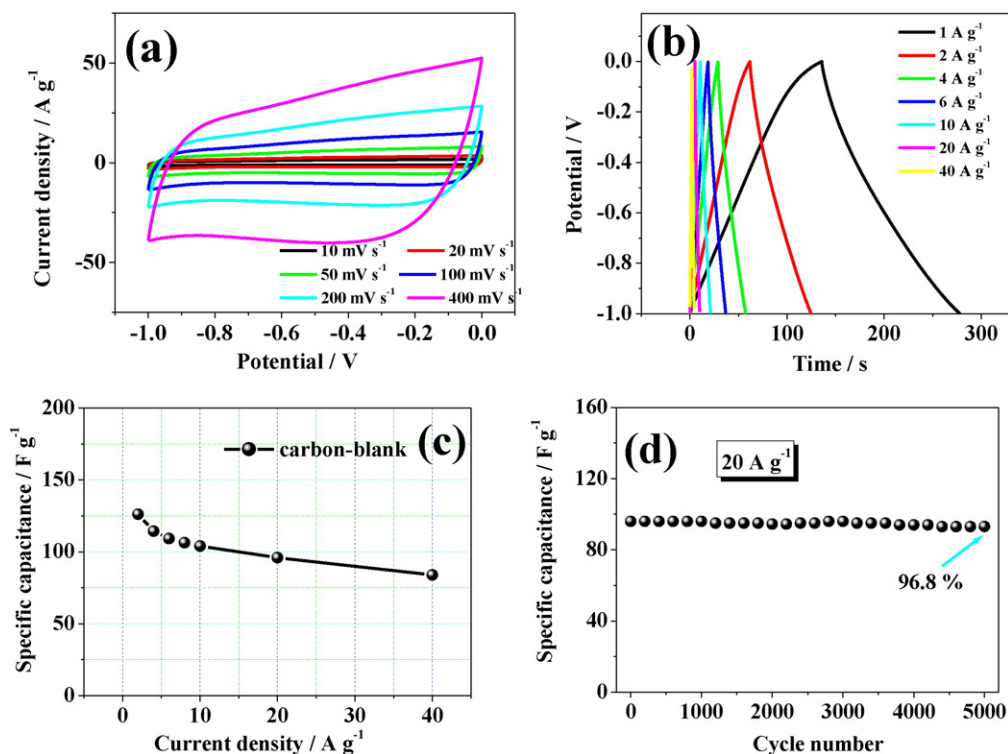 (a)
50
0
-50
Current density / A g-1
10 mV s-1
20 mV s-1
50 mV s-1
100 mV s-1
200 mV s-1
400 mV s-1
-1.0 -0.8 -0.6 -0.4 -0.2 0.0
Potential / V
(b)
1 A g-1
2 A g-1
4 A g-1
6 A g-1
10 A g-1
20 A g-1
40 A g-1
0.0
-0.2
-0.4
-0.6
-0.8
-1.0
Potential / V
0 100 200 300
Time / s
(c)
carbon-blank
200
150
100
50
0
Specific capacitance / F g-1
0 10 20 30 40
Current density / A g-1
(d)
20 A g-1
96.8 %
160
120
80
40
0
Specific capacitance / F g-1
0 1000 2000 3000 4000 5000
Cycle number